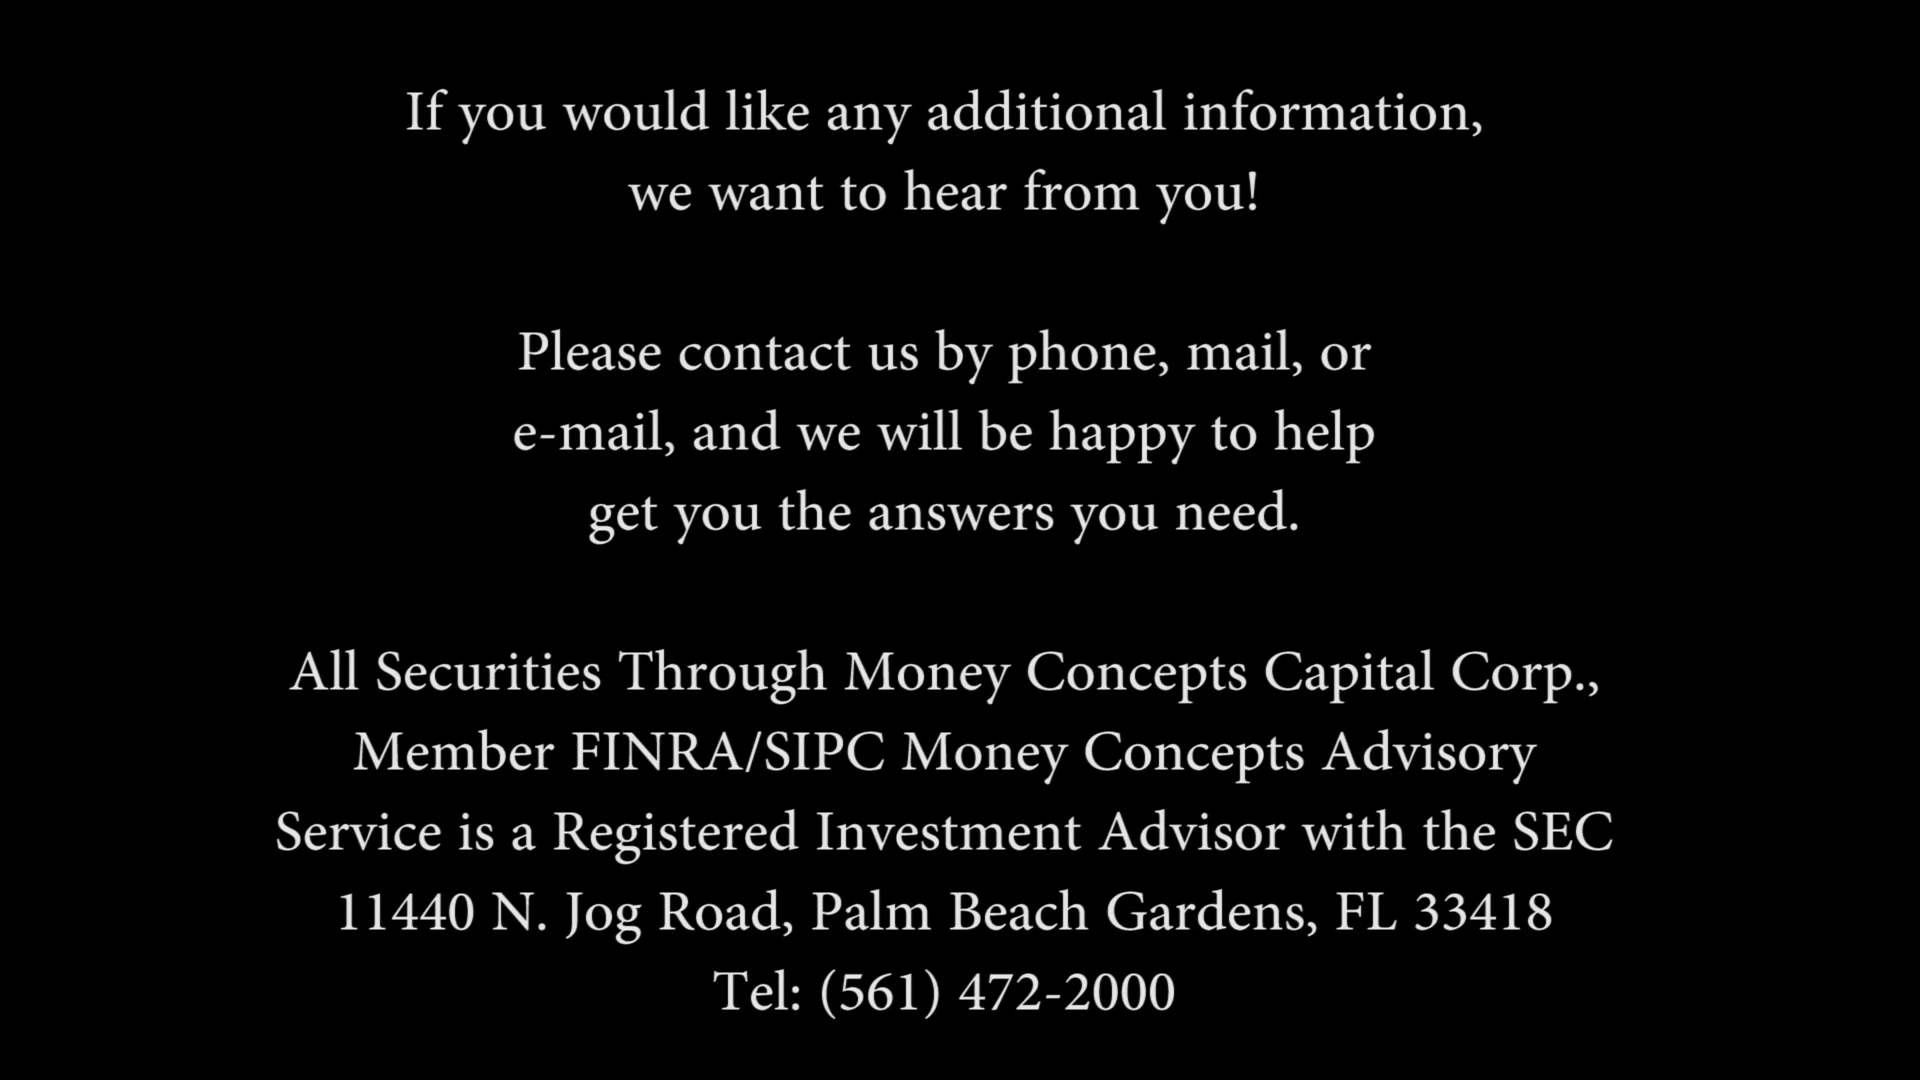 If you would like any additional information,
we want to hear from you!
Please contact us by phone, mail, or
e-mail, and we will be happy to help
get you the answers you need.
All Securities Through Money Concepts Capital Corp.,
Member FINRA/SIPC Money Concepts Advisory
Service is a Registered Investment Advisor with the SEC
11440 N. Jog Road, Palm Beach Gardens, FL 33418
Tel: (561) 472-2000